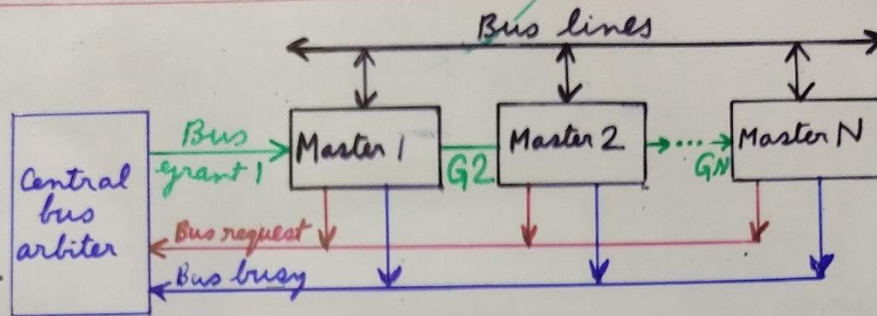 Bus lines
Bus
grant 1
Master 1
G2
Master 2
...
GN
Master N
Central
bus
arbiter
Bus request
Bus busy